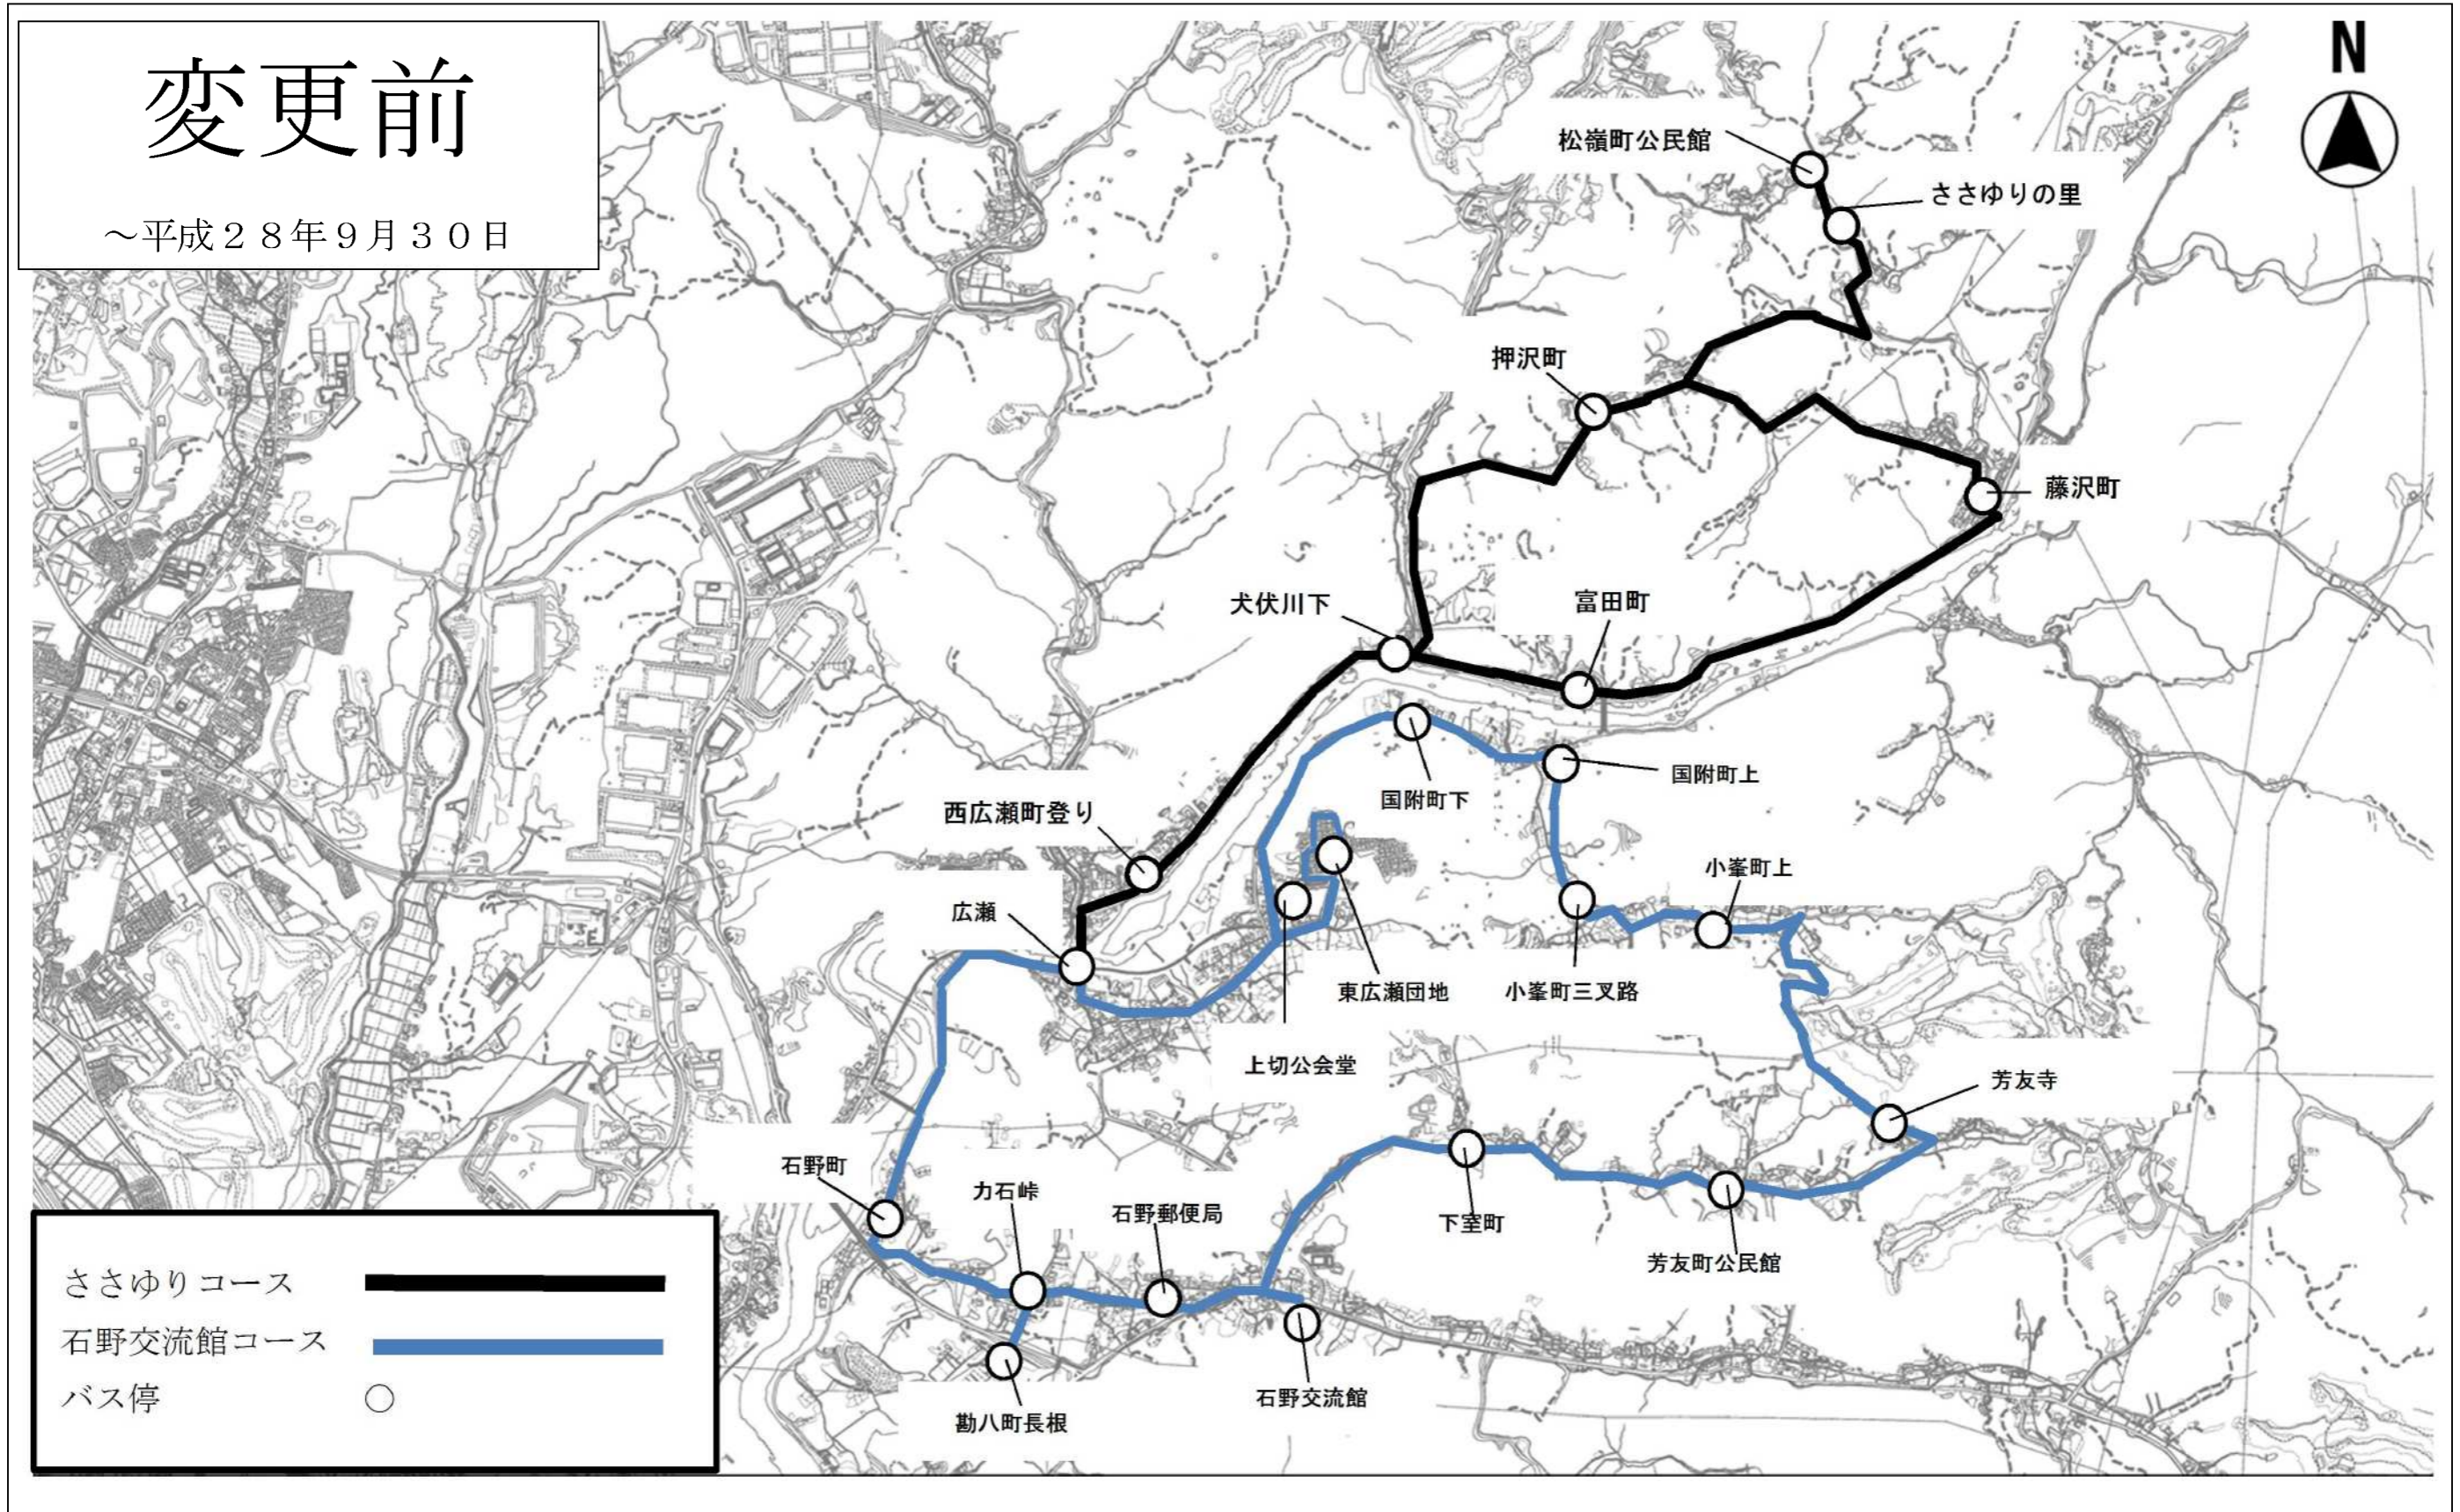 変更前
～平成２８年９月３０日
N
松嶺町公民館
ささゆりの里
押沢町
藤沢町
犬伏川下
富田町
国附町上
国附町下
西広瀬町登り
小峯町上
広瀬
東広瀬団地
小峯町三叉路
上切公会堂
芳友寺
石野町
力石峠
石野郵便局
下室町
芳友町公民館
石野交流館
勘八町長根
ささゆりコース
石野交流館コース
バス停